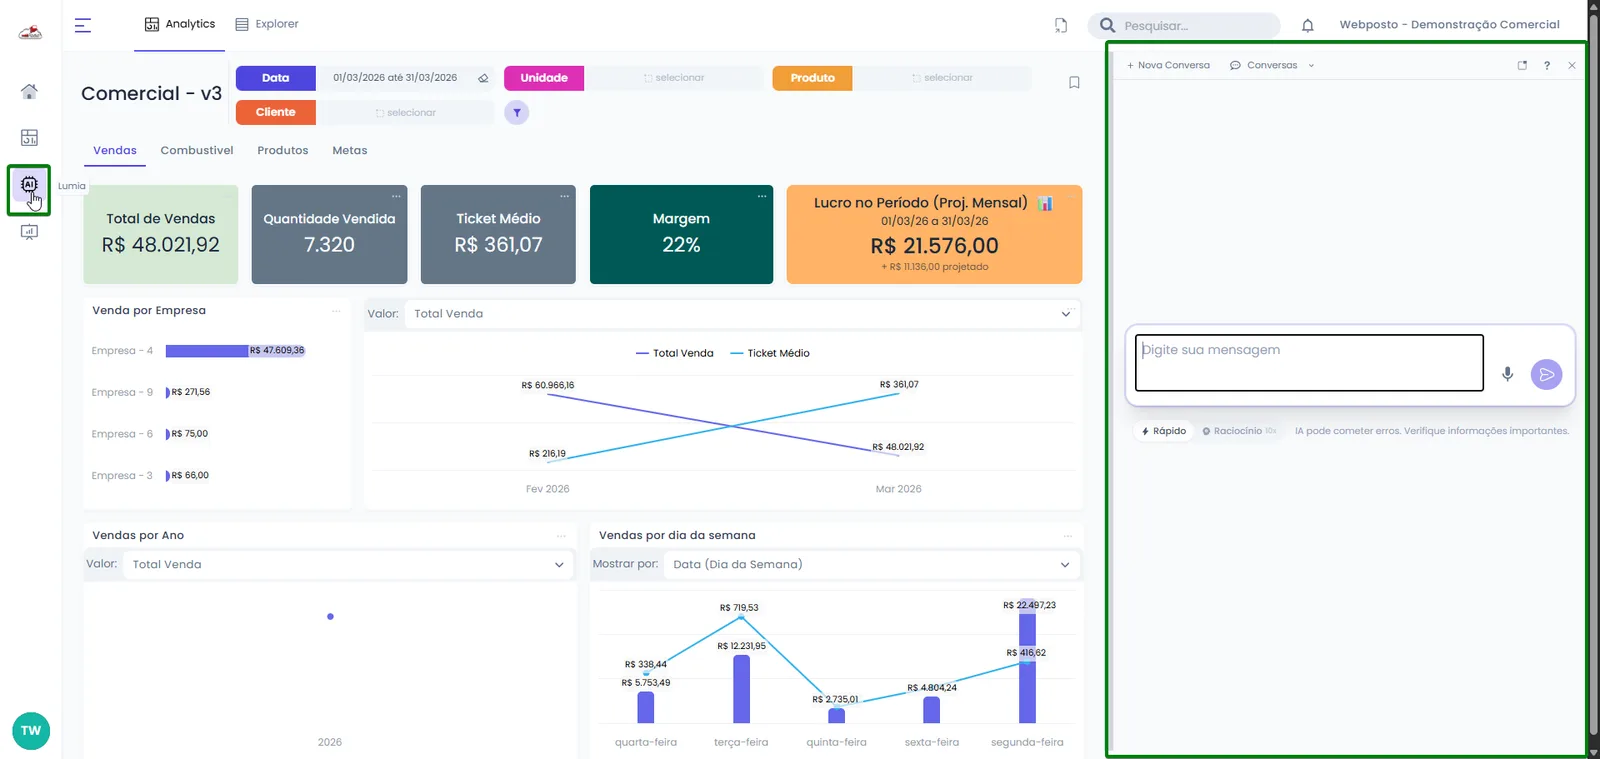 Analytics
Explorer
Pesquisar...
Webposto - Demonstração Comercial
Comercial - v3
Data
01/03/2026 até 31/03/2026
Unidade
selecionar
Produto
selecionar
Cliente
selecionar
Vendas
Combustível
Produtos
Metas
AI
Lumia
Total de Vendas
R$ 48.021,92
Quantidade Vendida
7.320
Ticket Médio
R$ 361,07
Margem
22%
Lucro no Período (Proj. Mensal)
01/03/26 a 31/03/26
R$ 21.576,00
+ R$ 11.136,00 projetado
Venda por Empresa
Empresa - 4
R$ 47.609,36
Empresa - 9
R$ 271,56
Empresa - 6
R$ 75,00
Empresa - 3
R$ 66,00
Valor:
Total Venda
Total Venda
Ticket Médio
R$ 60.966,16
R$ 361,07
R$ 216,19
R$ 48.021,92
Fev 2026
Mar 2026
Vendas por Ano
Valor:
Total Venda
2026
Vendas por dia da semana
Mostrar por:
Data (Dia da Semana)
R$ 338,44
R$ 5.753,49
R$ 719,53
R$ 12.231,95
R$ 2.735,01
R$ 4.804,24
R$ 22.497,23
R$ 416,62
quarta-feira
terça-feira
quinta-feira
sexta-feira
segunda-feira
TW
+ Nova Conversa
Conversas
?
Digite sua mensagem
Rápido
Raciocínio 10x
IA pode cometer erros. Verifique informações importantes.